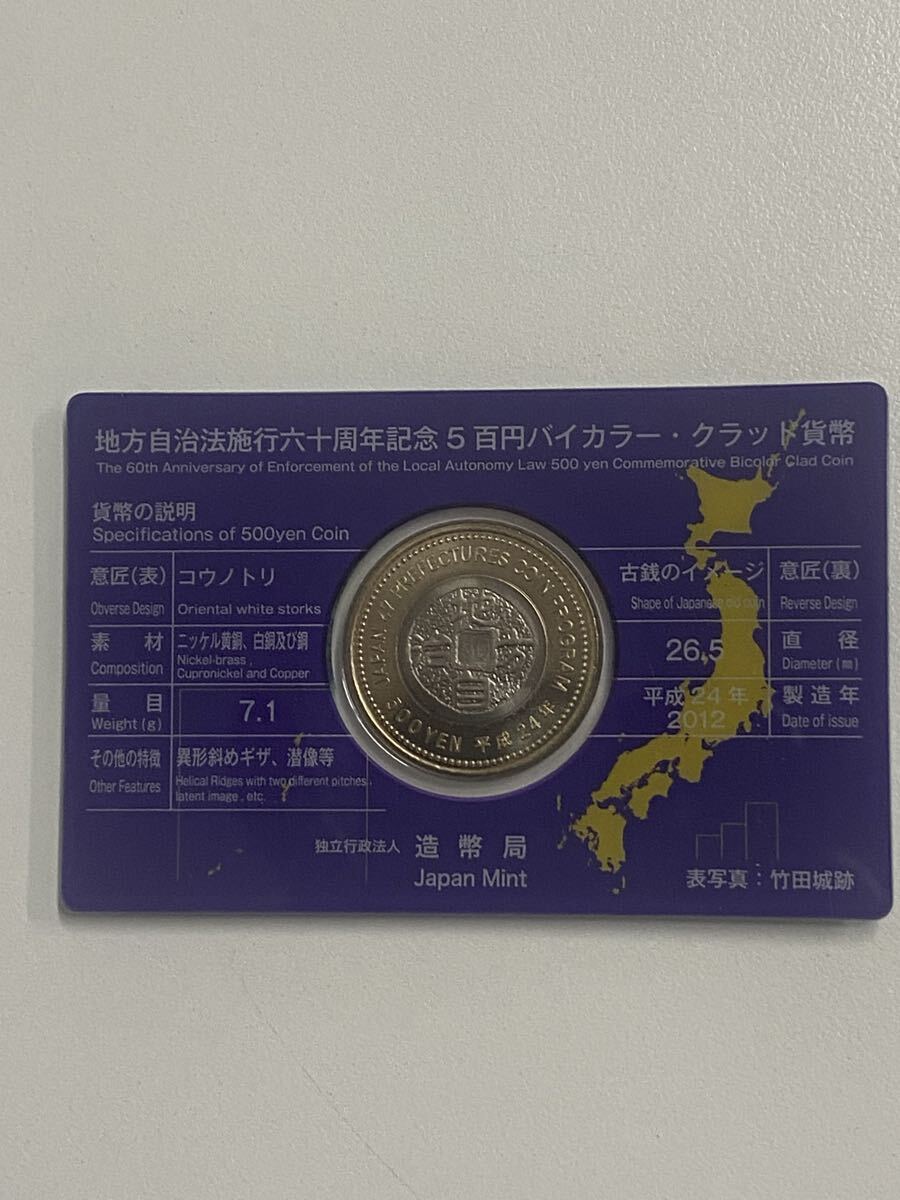 地方自治法施行六十周年記念 5 百円バイカラー・クラッド貨幣
The 60th Anniversary of Enforcement of the Local Autonomy Law 500 yen Commemorative Bicolor Clad Coin
貨幣の説明
Specifications of 500yen Coin
意匠(表) コウノトリ
Obverse Design Oriental white storks
素材 ニッケル黄銅、白銅及び銅
Composition Nickel-brass, Cupronickel and Copper
量目 7.1
Weight (g)
その他の特徴 異形斜めギザ、潜像等
Other Features Helical Ridges with two different pitches, latent image, etc.
JAPAN 47 PREFECTURES COIN PROGRAM
500YEN 平成24年
古銭のイメージ 意匠(裏)
Shape of Japanese old coin Reverse Design
26.5 直径
Diameter (㎜)
平成24年 製造年
2012 Date of issue
独立行政法人 造幣局
Japan Mint
表写真：竹田城跡